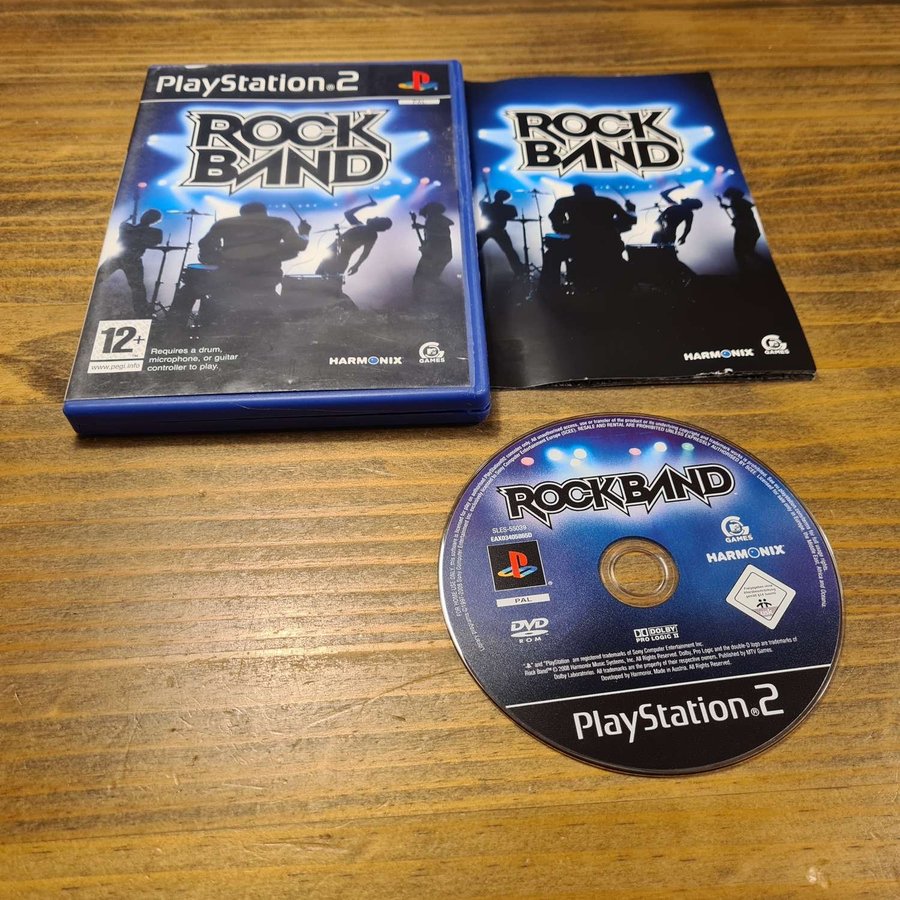 PlayStation®2
PAL
ROCK
BAND
12+
www.pegi.info
Requires a drum,
microphone, or guitar
controller to play.
HARMONIX
GAMES
ROCK
BAND
HARMONIX
GAMES
ROCKBAND
SLES-55039
GAMES
HARMONIX
PAL
DVD
ROM
DOLBY
PRO LOGIC II
and "PlayStation are registered trademarks of Sony Computer Entertainment Inc.
Rock Band™ © 2008 Harmonix Music Systems, Inc. All Rights Reserved. Dolby, Pro Logic and the double-D logo are trademarks of
Dolby Laboratories. All trademarks are the property of their respective owners. Published by MTV Games.
Developed by Harmonix. Made in Austria. All Rights Reserved.
PlayStation®2